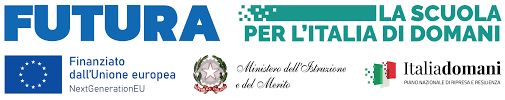 FUTURA
LA SCUOLA
PER L'ITALIA DI DOMANI
Finanziato
dall'Unione europea
NextGenerationEU
Ministero dell'Istruzione
e del Merito
Italiadomani
PIANO NAZIONALE DI RIPRESA E RESILIENZA